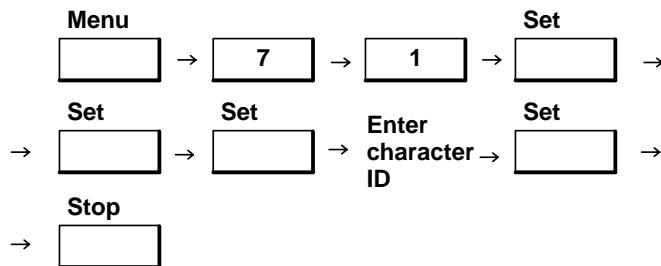 Menu Set
→ 7 → 1 → →
Set Set Set
→ → → Enter character ID → →
Stop
→